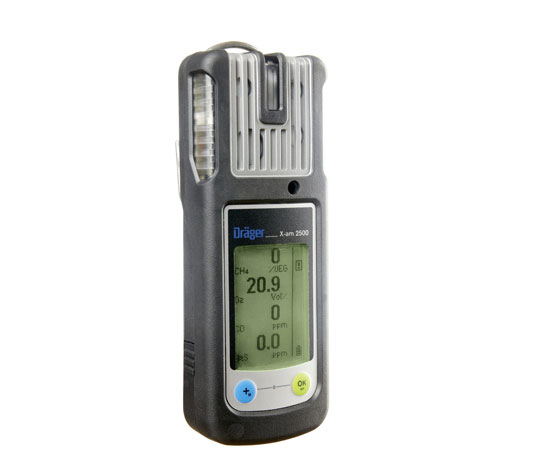 Dräger X-am 2500
0
CH₄ %UEG
20.9
O₂ Vol%
0
CO ppm
0.0
H₂S ppm
+
OK